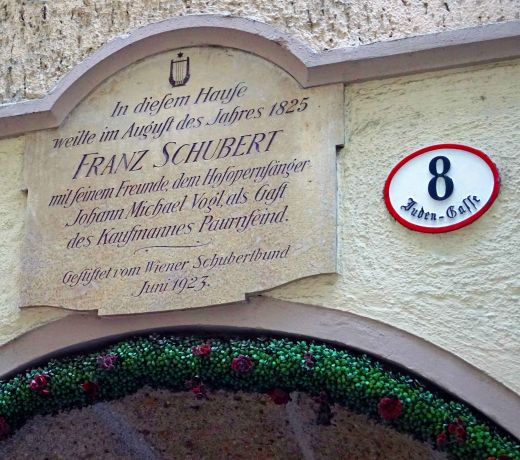 In dieſem Hauſe
weilte im Auguſt des Jahres 1825
FRANZ SCHUBERT
mit ſeinem Freunde, dem Hofopernſänger
Johann Michael Vogl, als Gaſt
des Kaufmannes Paurnfeind.
Geſtiftet vom Wiener Schubertbund
Juni 1923.
8
Juden-Gaſſe